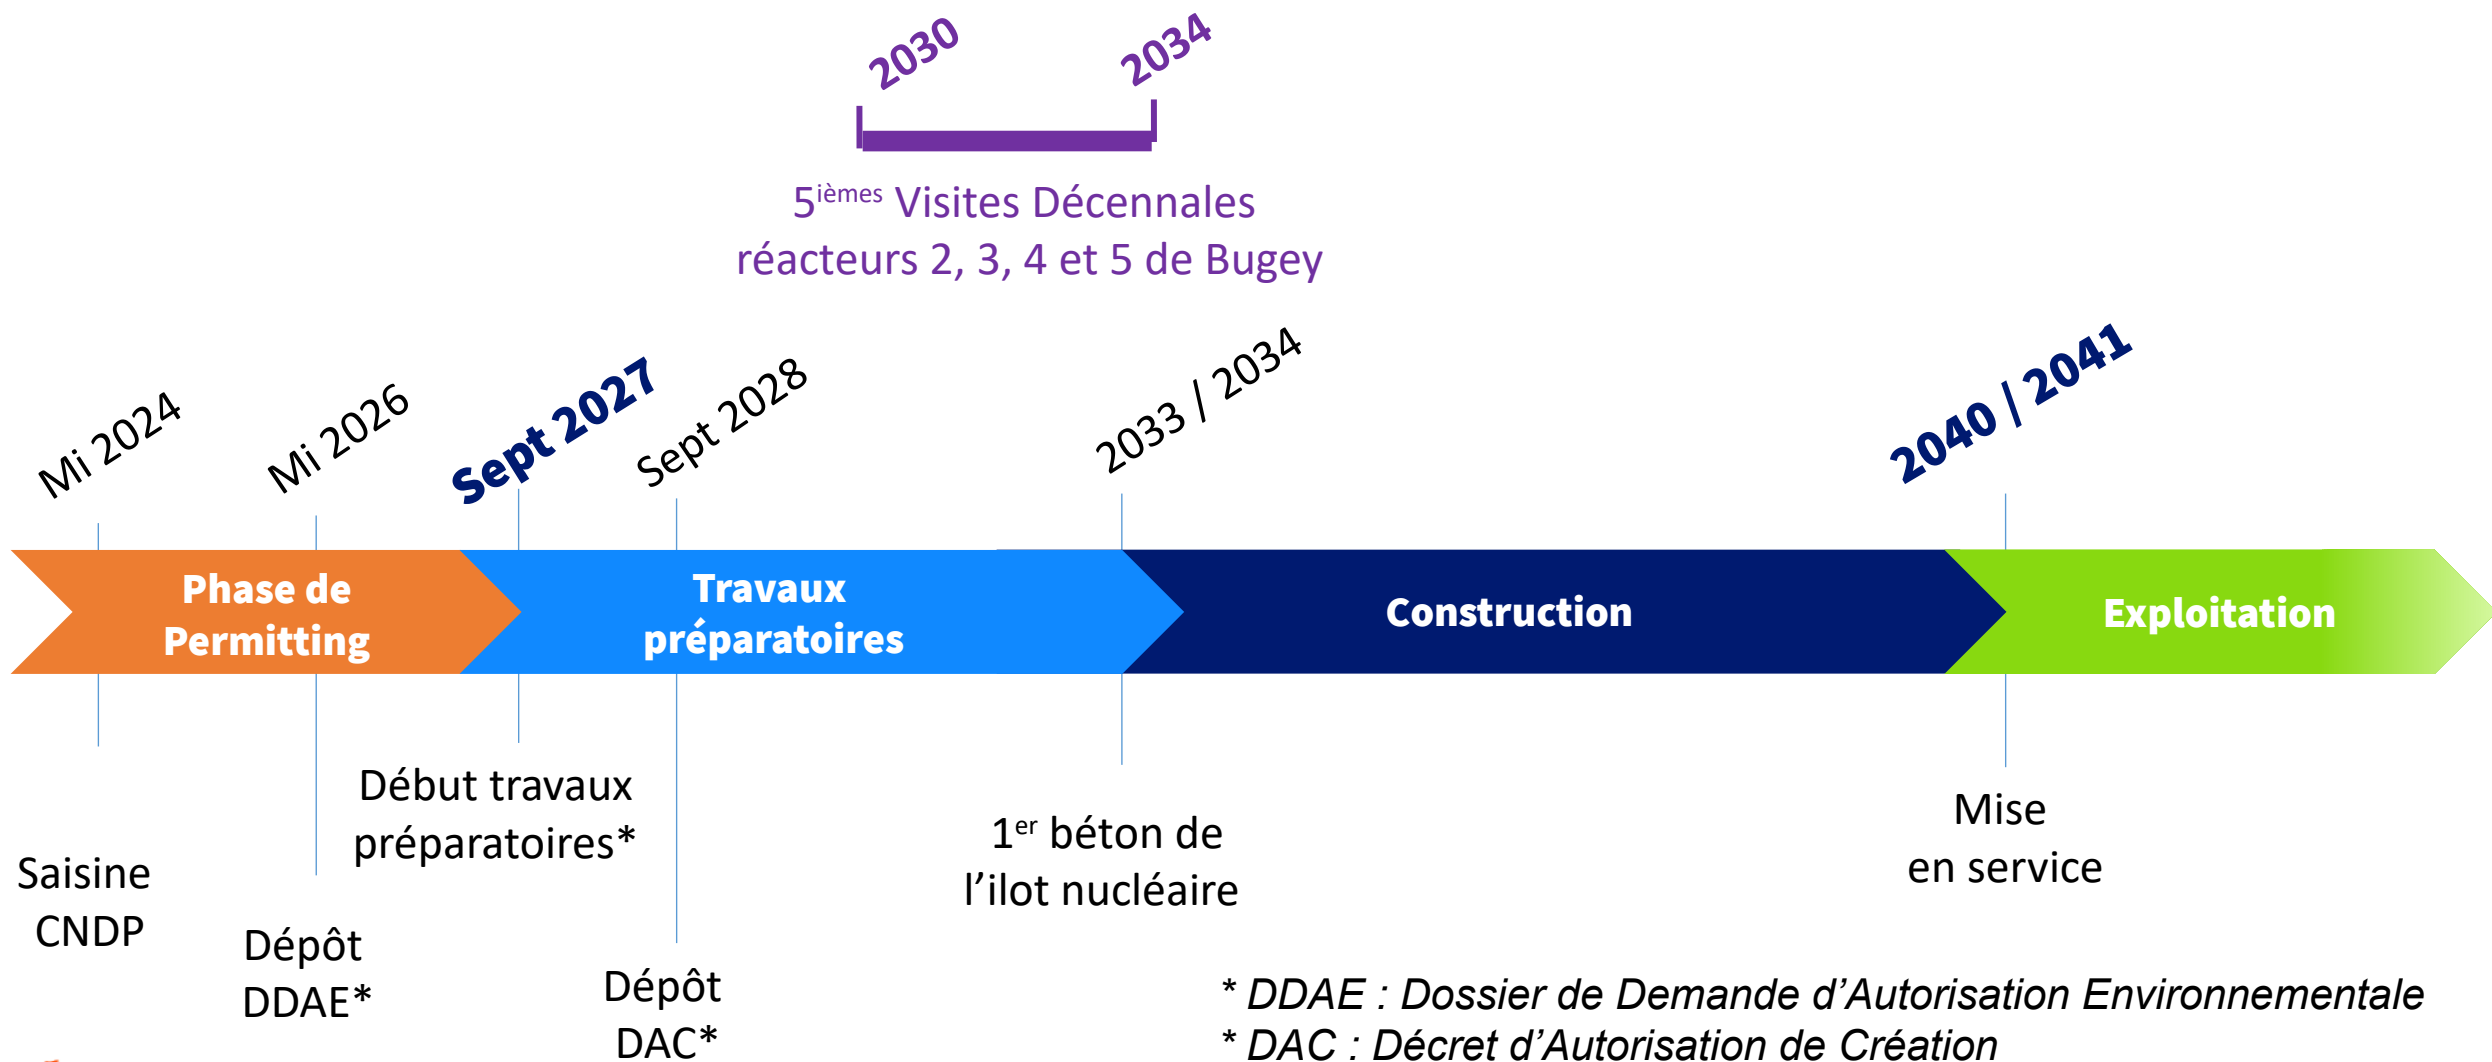 2030
2034
5ièmes Visites Décennales
réacteurs 2, 3, 4 et 5 de Bugey
Mi 2024
Mi 2026
Sept 2027
Sept 2028
2033 / 2034
2040 / 2041
Phase de
Permitting
Travaux
préparatoires
Construction
Exploitation
Saisine
CNDP
Dépôt
DDAE*
Début travaux
préparatoires*
Dépôt
DAC*
1er béton de
l’ilot nucléaire
Mise
en service
* DDAE : Dossier de Demande d’Autorisation Environnementale
* DAC : Décret d’Autorisation de Création